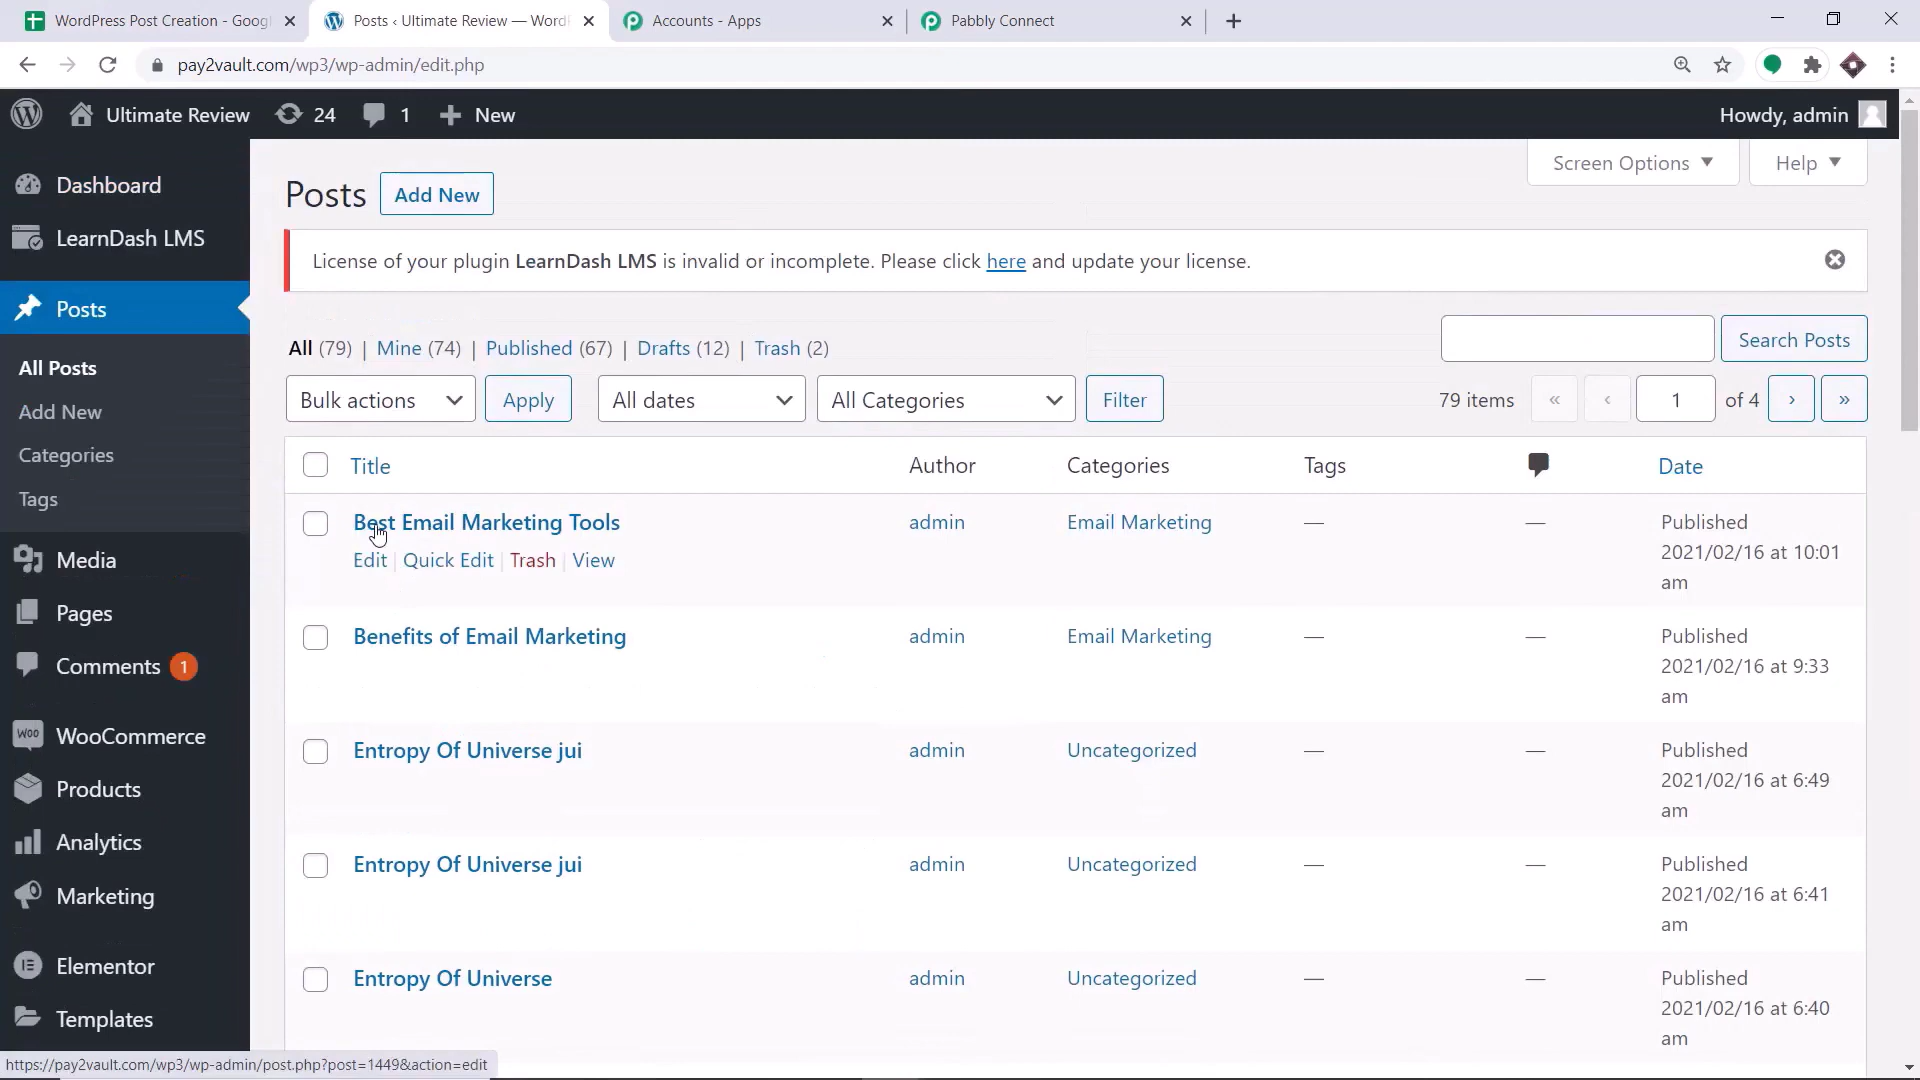 WordPress Post Creation - Goog
Posts ‹ Ultimate Review — Word
Accounts - Apps
Pabbly Connect
pay2vault.com/wp3/wp-admin/edit.php
Ultimate Review
24
1
New
Howdy, admin
Dashboard
LearnDash LMS
Posts
All Posts
Add New
Categories
Tags
Media
Pages
Comments 1
WooCommerce
Products
Analytics
Marketing
Elementor
Templates
Posts Add New
Screen Options
Help
License of your plugin LearnDash LMS is invalid or incomplete. Please click here and update your license.
All (79) | Mine (74) | Published (67) | Drafts (12) | Trash (2)
Search Posts
Bulk actions Apply All dates All Categories Filter
79 items « ‹ 1 of 4 › »
Title Author Categories Tags Date
Best Email Marketing Tools admin Email Marketing — — Published
2021/02/16 at 10:01
am
Edit | Quick Edit | Trash | View
Benefits of Email Marketing admin Email Marketing — — Published
2021/02/16 at 9:33
am
Entropy Of Universe jui admin Uncategorized — — Published
2021/02/16 at 6:49
am
Entropy Of Universe jui admin Uncategorized — — Published
2021/02/16 at 6:41
am
Entropy Of Universe admin Uncategorized — — Published
2021/02/16 at 6:40
am
https://pay2vault.com/wp3/wp-admin/post.php?post=1449&action=edit